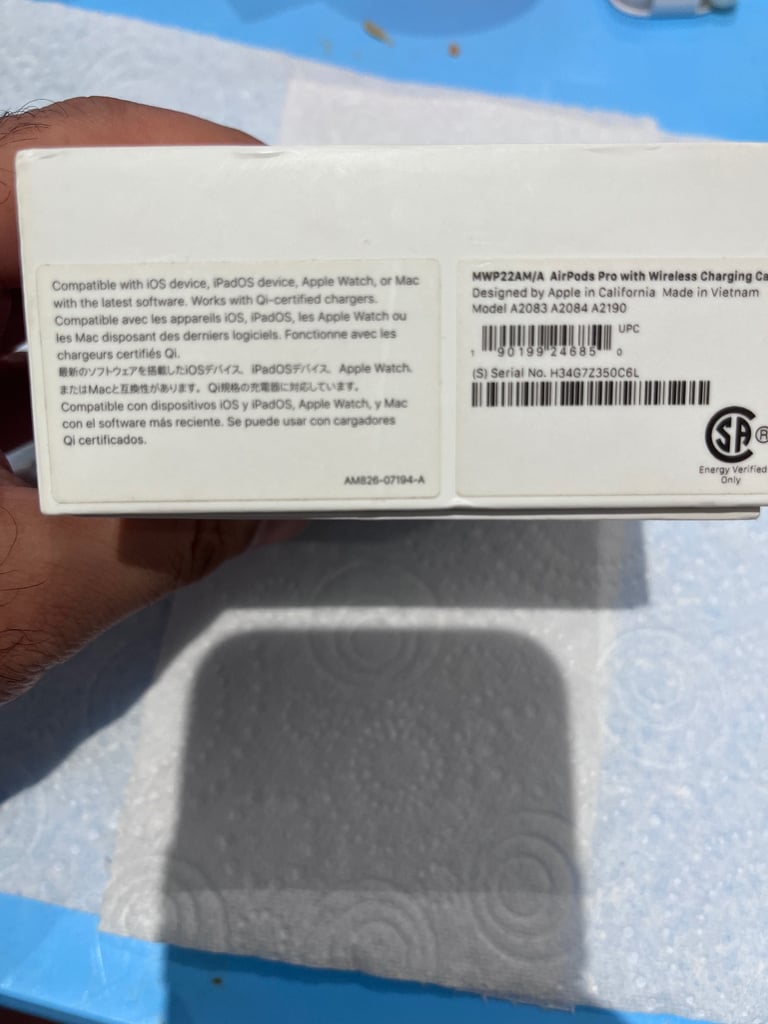 Compatible with iOS device, iPadOS device, Apple Watch, or Mac
with the latest software. Works with Qi-certified chargers.
Compatible avec les appareils iOS, iPadOS, les Apple Watch ou
les Mac disposant des derniers logiciels. Fonctionne avec les
chargeurs certifiés Qi.
最新のソフトウェアを搭載したiOSデバイス、iPadOSデバイス、Apple Watch、
またはMacと互換性があります。Qi規格の充電器に対応しています。
Compatible con dispositivos iOS y iPadOS, Apple Watch, y Mac
con el software más reciente. Se puede usar con cargadores
Qi certificados.
AM826-07194-A
MWP22AM/A AirPods Pro with Wireless Charging Ca
Designed by Apple in California Made in Vietnam
Model A2083 A2084 A2190
UPC
1 90199 24685 0
(S) Serial No. H34G7Z350C6L
SA ®
Energy Verified
Only